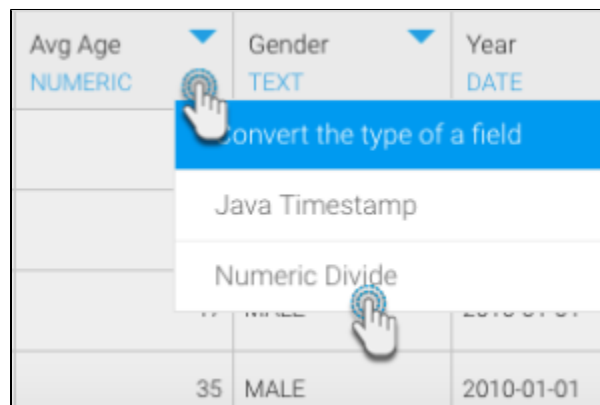 Avg Age
Gender
Year
NUMERIC
TEXT
DATE
onvert the type of a field
Java Timestamp
Numeric Divide
35
MALE
2010-01-01